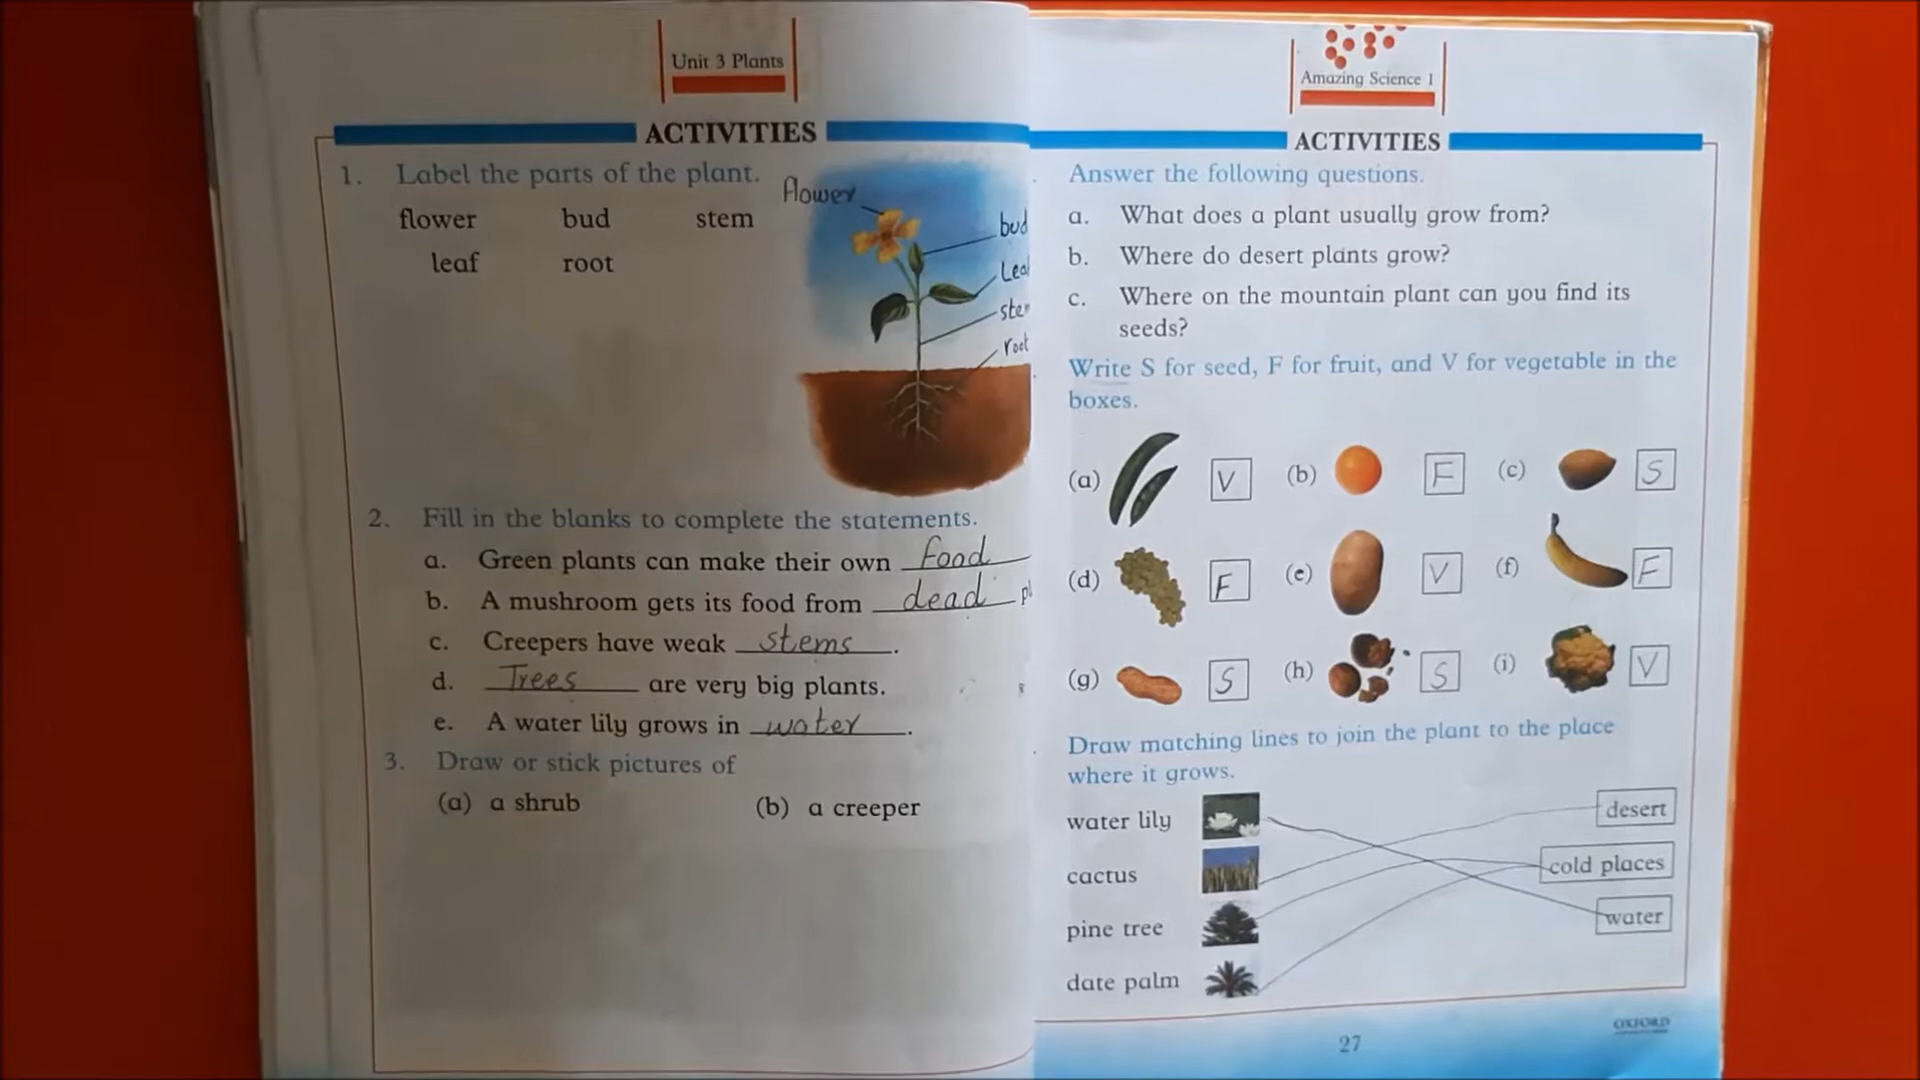 Unit 3 Plants
ACTIVITIES
1. Label the parts of the plant.
flower bud stem
leaf root
flower
bud
stem
root
2. Fill in the blanks to complete the statements.
a. Green plants can make their own food
b. A mushroom gets its food from dead
c. Creepers have weak stems.
d. Trees are very big plants.
e. A water lily grows in water.
3. Draw or stick pictures of
(a) a shrub (b) a creeper
Amazing Science 1
ACTIVITIES
Answer the following questions.
a. What does a plant usually grow from?
b. Where do desert plants grow?
c. Where on the mountain plant can you find its
seeds?
Write S for seed, F for fruit, and V for vegetable in the
boxes.
(a) V (b) F (c) S
(d) F (e) V (f) F
(g) S (h) S (i) V
Draw matching lines to join the plant to the place
where it grows.
water lily desert
cactus cold places
pine tree water
date palm
27
OXFORD